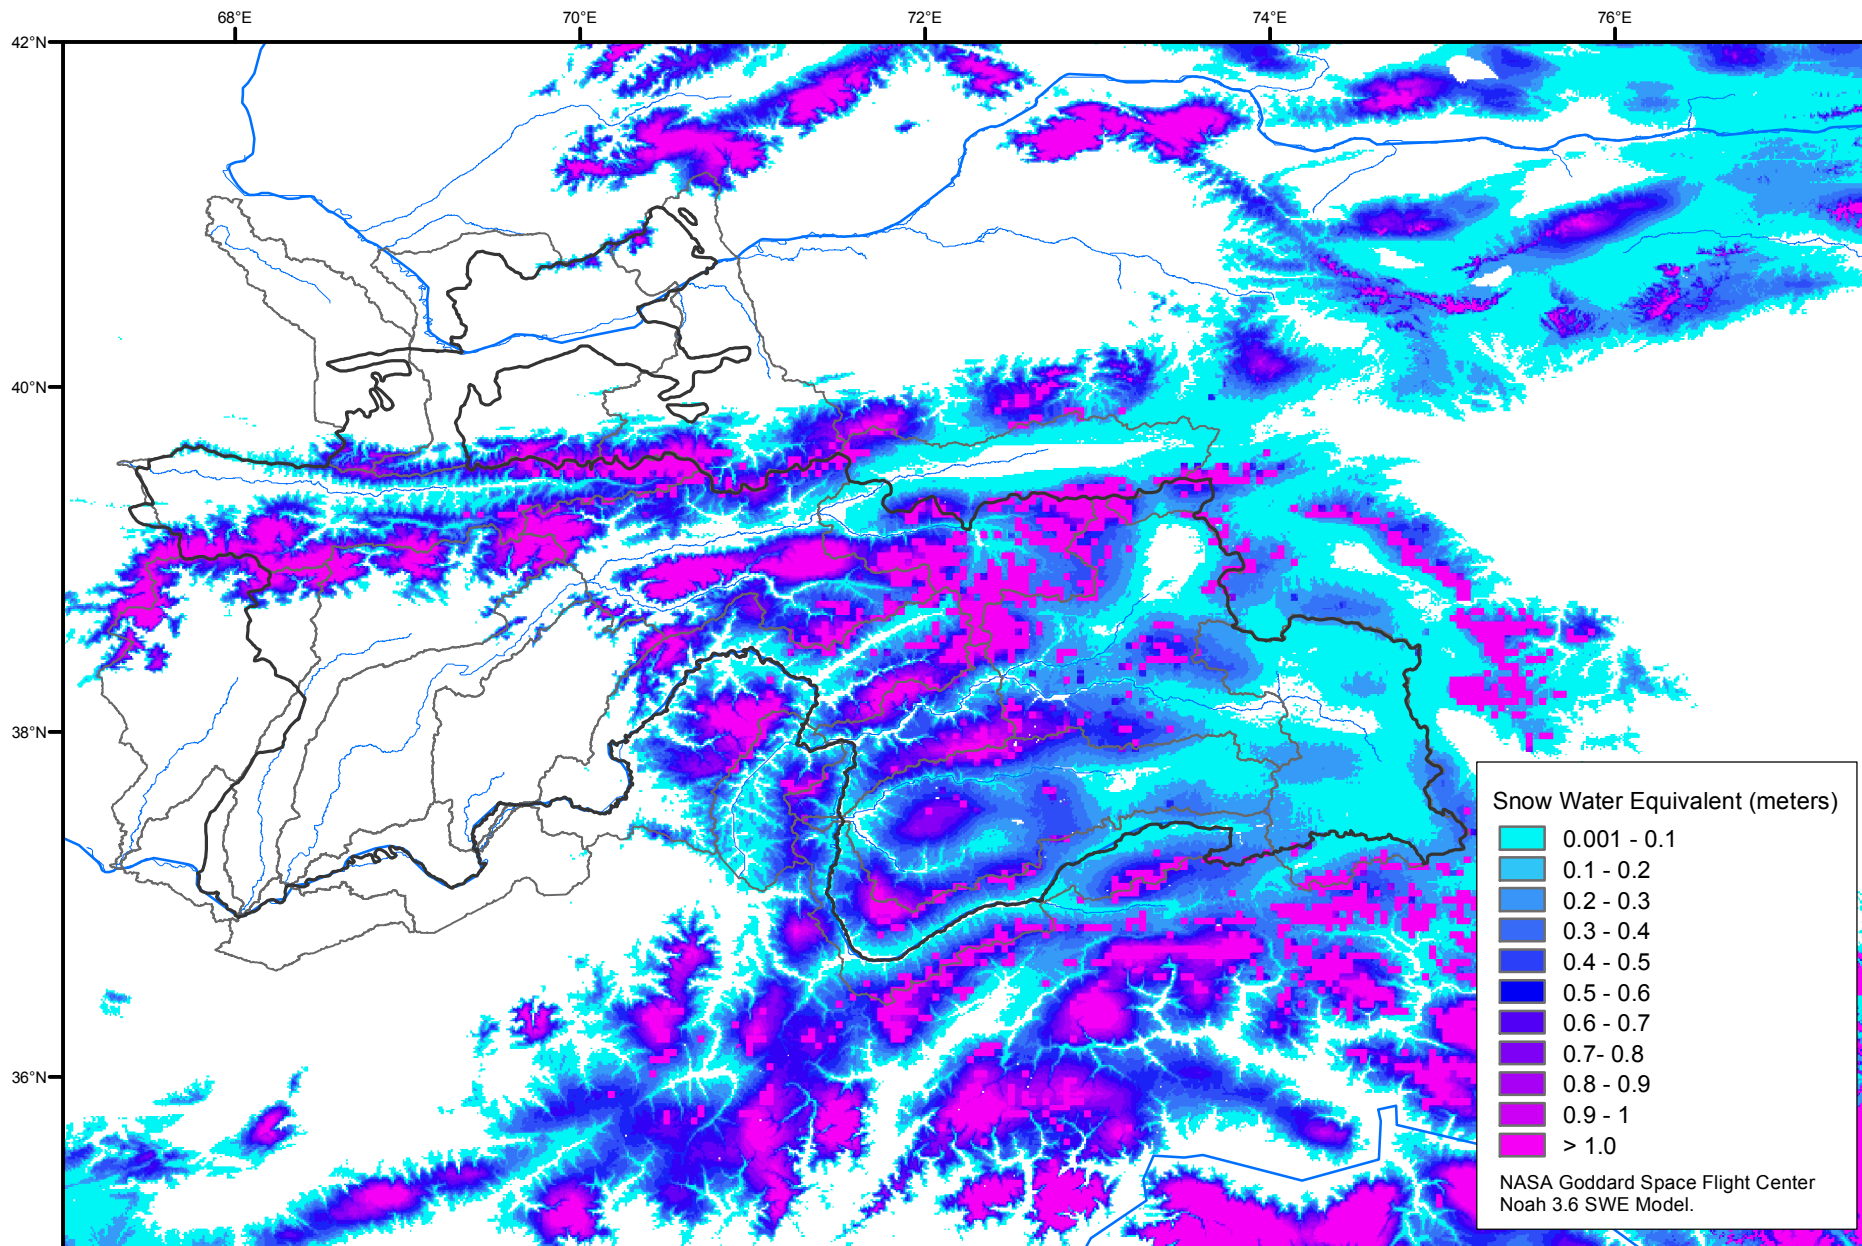 68°E
70°E
72°E
74°E
76°E
42°N
40°N
38°N
36°N
Snow Water Equivalent (meters)
0.001 - 0.1
0.1 - 0.2
0.2 - 0.3
0.3 - 0.4
0.4 - 0.5
0.5 - 0.6
0.6 - 0.7
0.7- 0.8
0.8 - 0.9
0.9 - 1
> 1.0
NASA Goddard Space Flight Center
Noah 3.6 SWE Model.